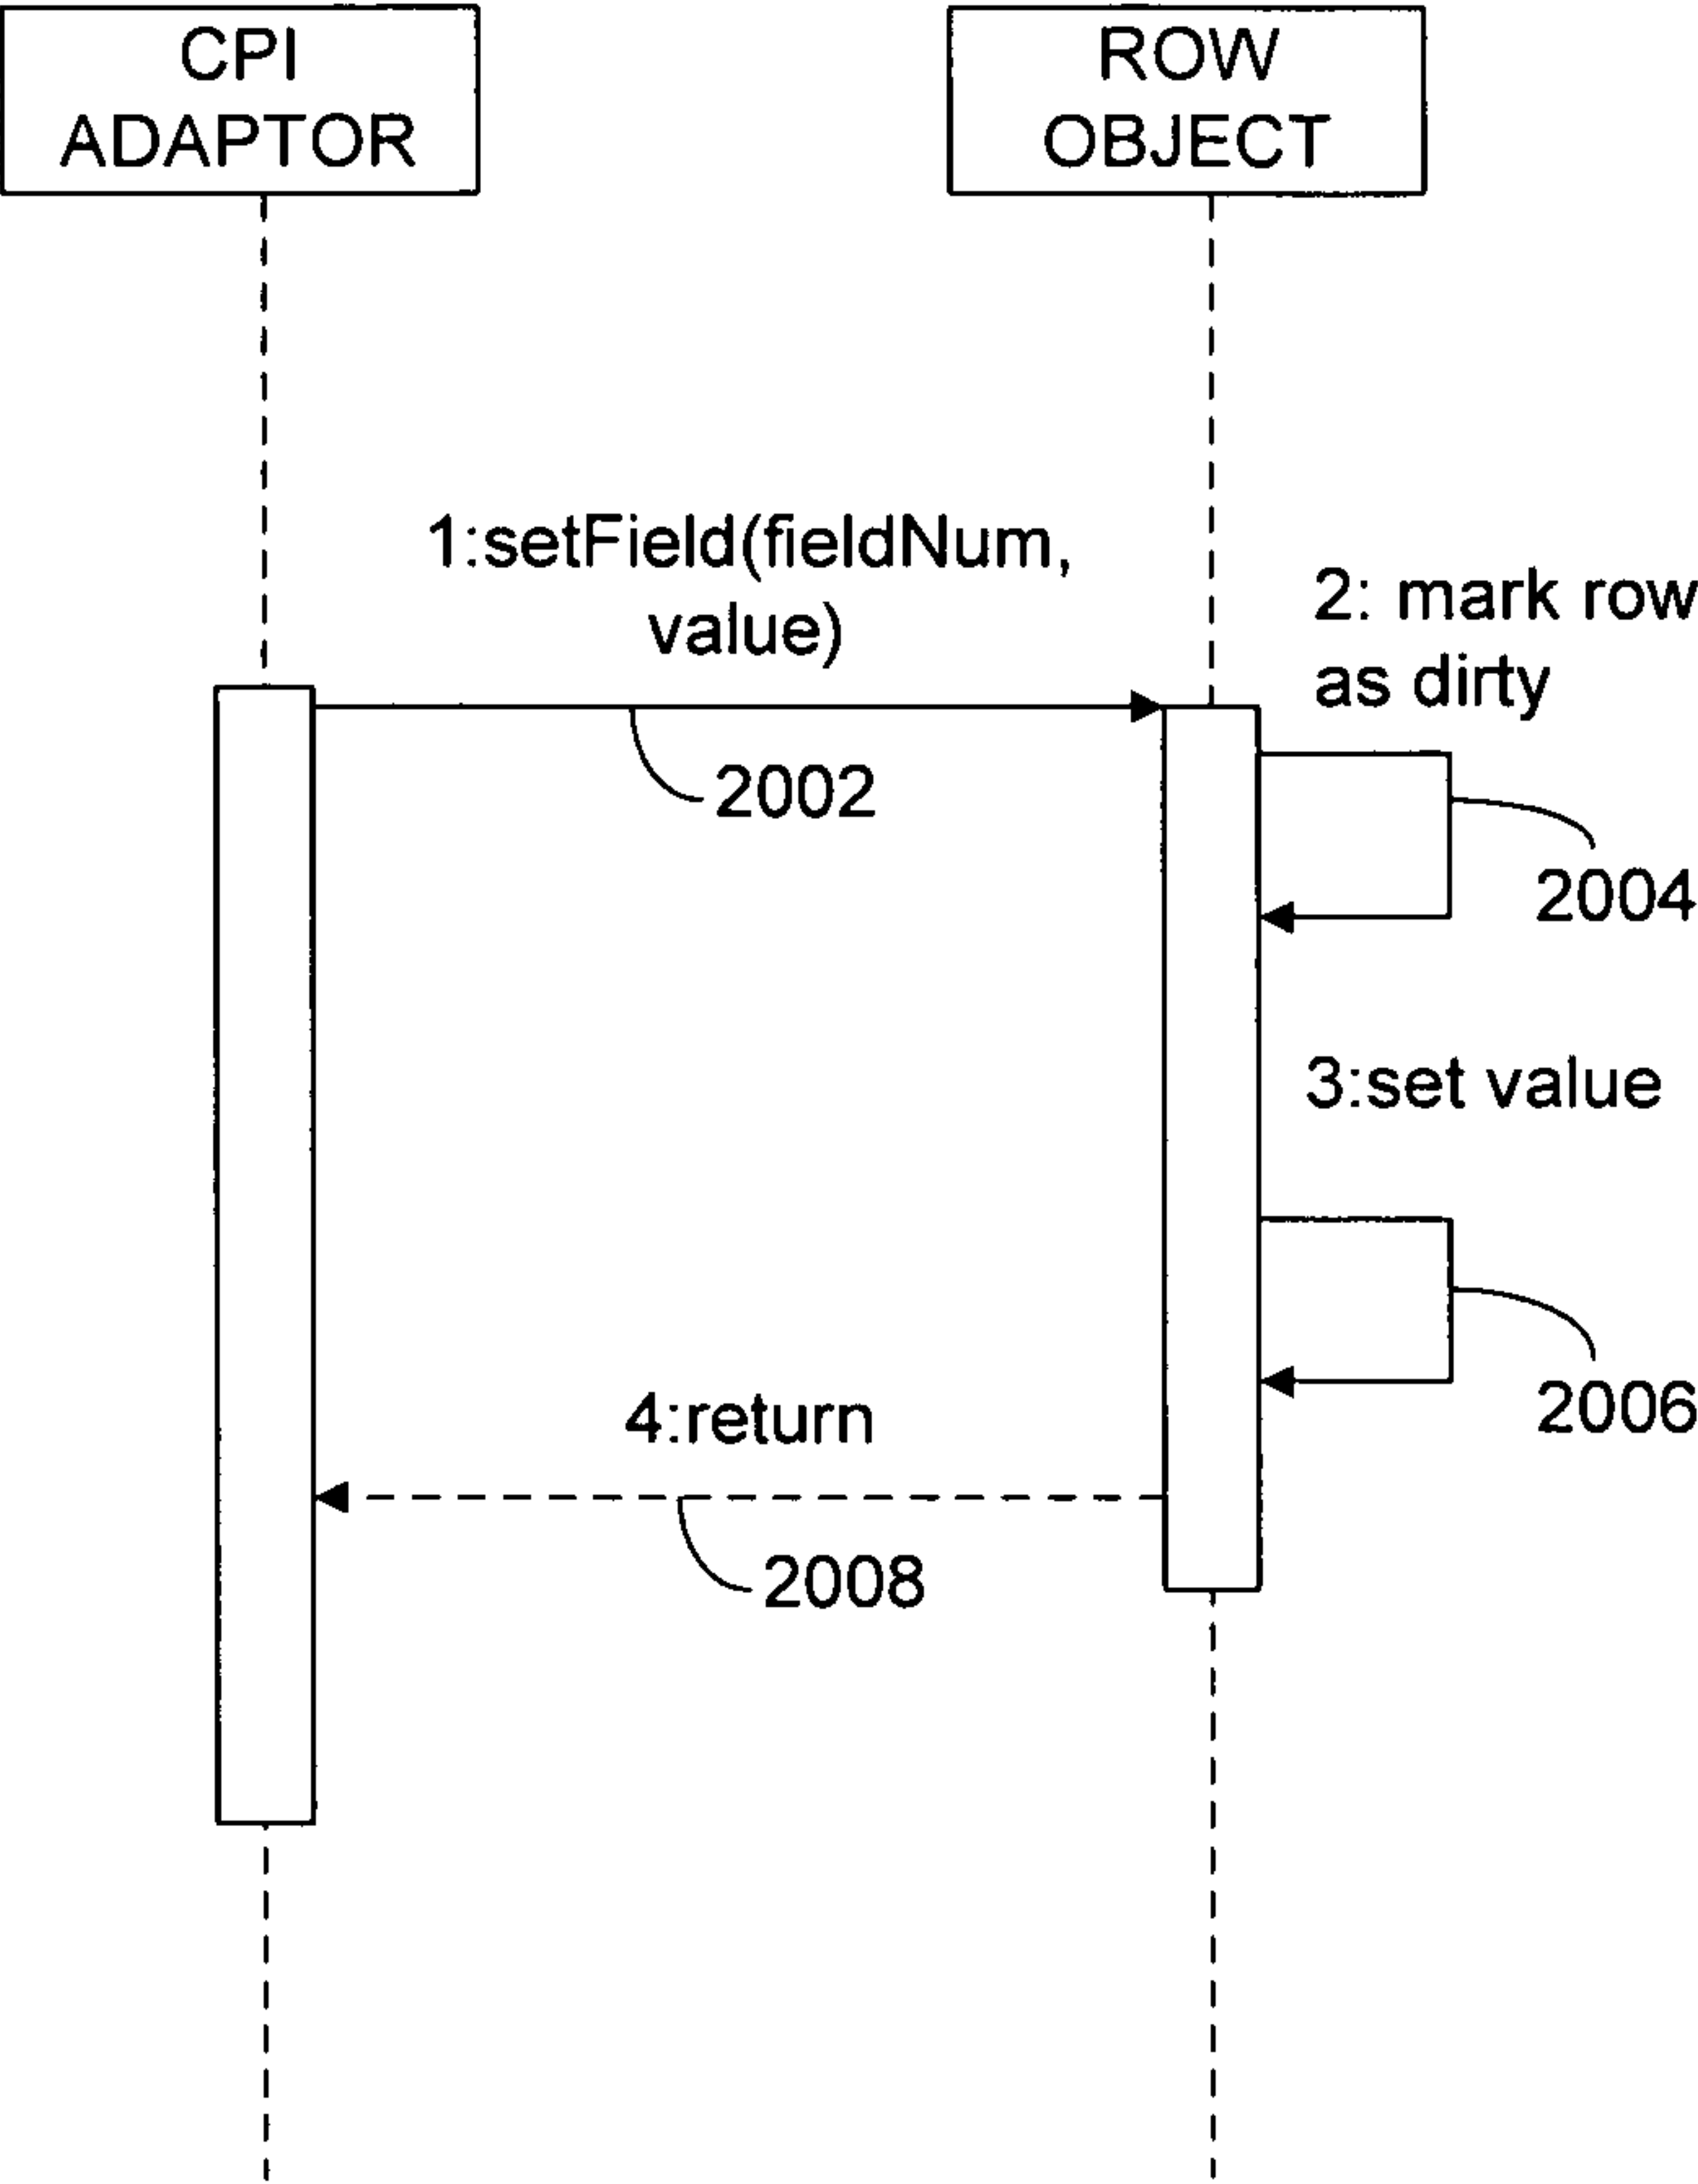 CPI
ADAPTOR
ROW
OBJECT
1:setField(fieldNum,
value)
2: mark row
as dirty
2002
2004
3:set value
2006
4:return
2008